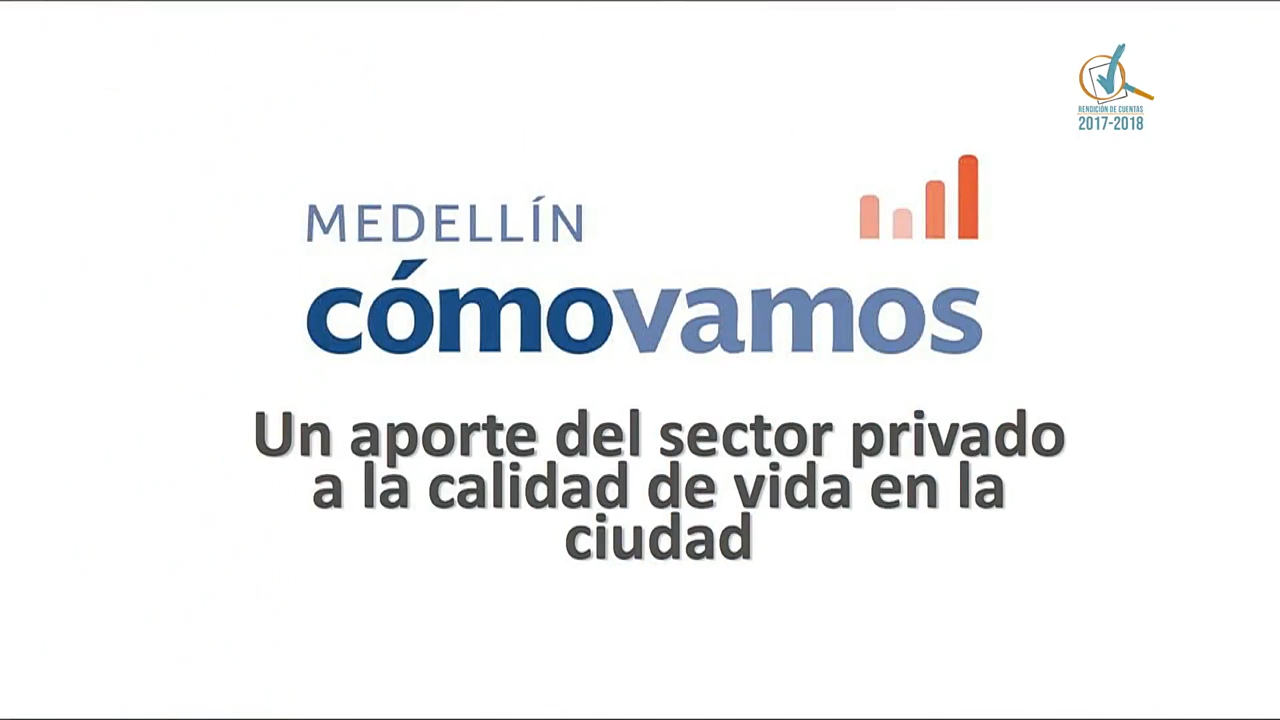 RENDICIÓN DE CUENTAS
2017-2018
MEDELLÍN
cómovamos
Un aporte del sector privado
a la calidad de vida en la
ciudad